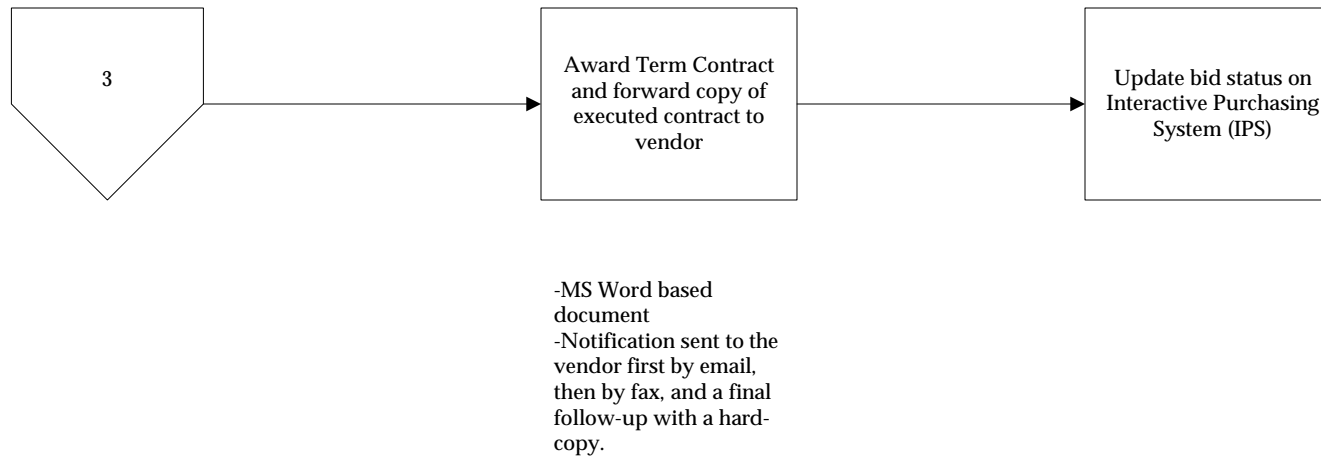 3
Award Term Contract
and forward copy of
executed contract to
vendor
Update bid status on
Interactive Purchasing
System (IPS)
-MS Word based
document
-Notification sent to the
vendor first by email,
then by fax, and a final
follow-up with a hard-
copy.